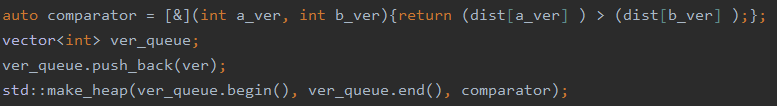 auto comparator = [&](int a_ver, int b_ver){return (dist[a_ver] ) > (dist[b_ver] );};
vector<int> ver_queue;
ver_queue.push_back(ver);
std::make_heap(ver_queue.begin(), ver_queue.end(), comparator);